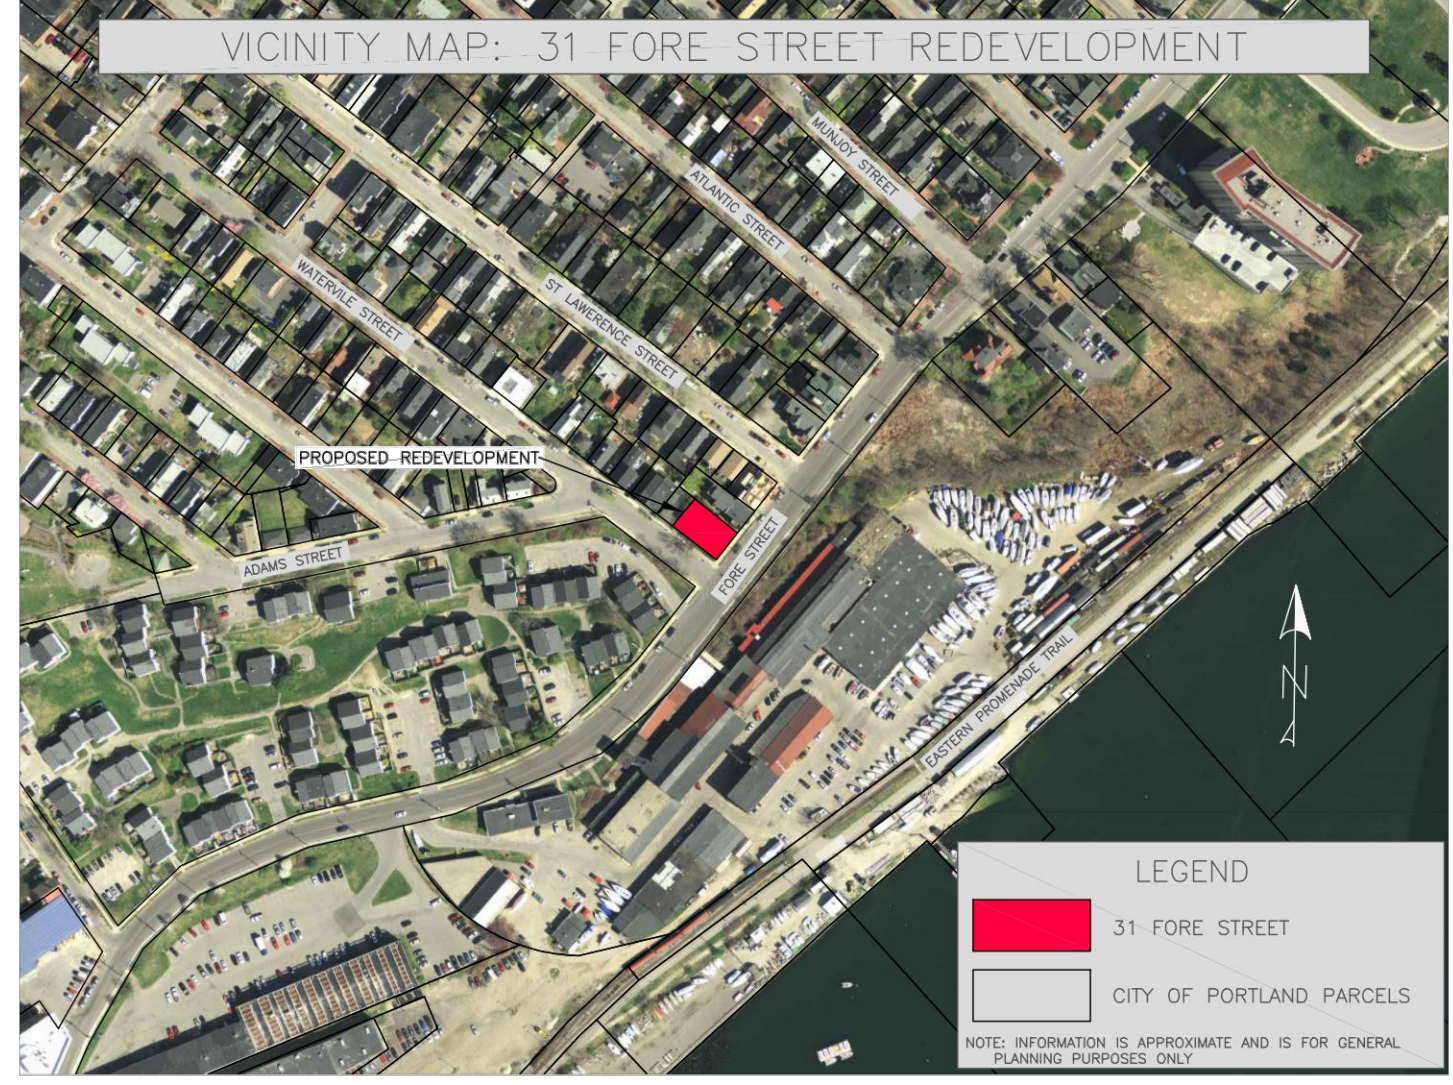 VICINITY MAP: 31 FORE STREET REDEVELOPMENT
MUNJOY STREET
ATLANTIC STREET
WATERVILE STREET
ST LAWERENCE STREET
PROPOSED REDEVELOPMENT
FORE STREET
ADAMS STREET
EASTERN PROMENADE TRAIL
N
LEGEND
31 FORE STREET
CITY OF PORTLAND PARCELS
NOTE: INFORMATION IS APPROXIMATE AND IS FOR GENERAL
PLANNING PURPOSES ONLY